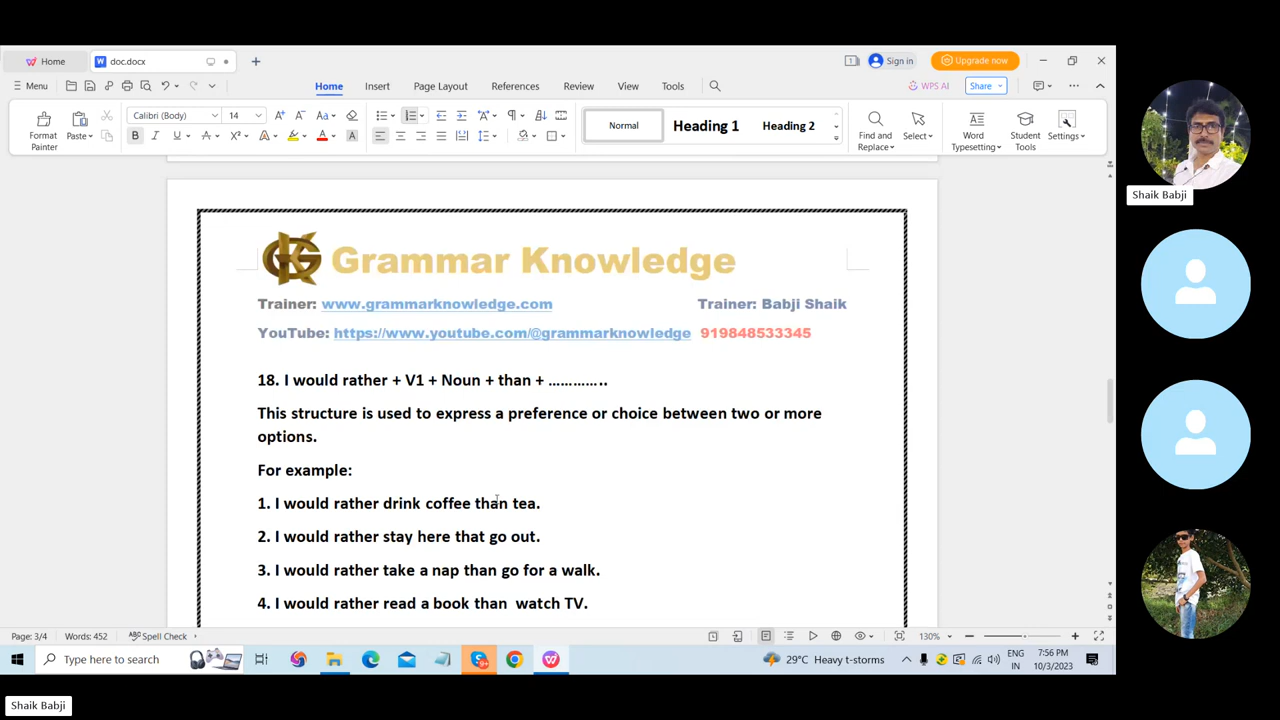 Home
doc.docx
Sign in
Upgrade now
Menu
Home
Insert
Page Layout
References
Review
View
Tools
WPS AI
Share
Format Painter
Paste
Calibri (Body)
14
Normal
Heading 1
Heading 2
Find and Replace
Select
Word Typesetting
Student Tools
Settings
GK Grammar Knowledge
Trainer: www.grammarknowledge.com Trainer: Babji Shaik
YouTube: https://www.youtube.com/@grammarknowledge 919848533345
18. I would rather + V1 + Noun + than + …………..
This structure is used to express a preference or choice between two or more
options.
For example:
1. I would rather drink coffee than tea.
2. I would rather stay here that go out.
3. I would rather take a nap than go for a walk.
4. I would rather read a book than watch TV.
Page: 3/4 Words: 452 Spell Check
130%
Type here to search
29°C Heavy t-storms
ENG
IN
7:56 PM
10/3/2023
Shaik Babji
Shaik Babji